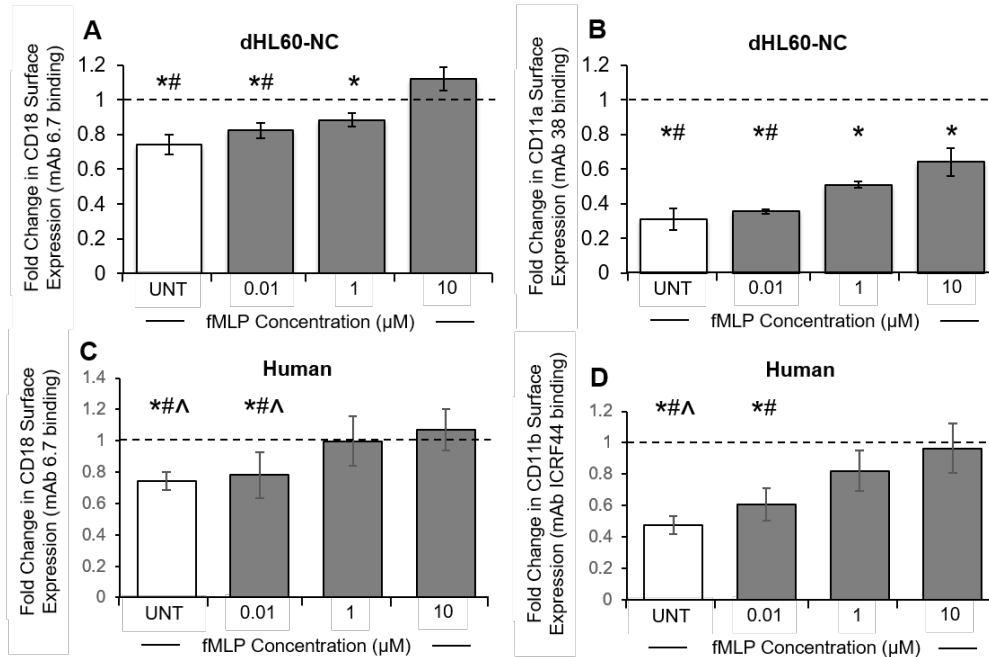 A
dHL60-NC
Fold Change in CD18 Surface
Expression (mAb 6.7 binding)
1.2
1
0.8
0.6
0.4
0.2
0
*#
*#
*
UNT
0.01
1
10
fMLP Concentration (µM)
B
dHL60-NC
Fold Change in CD11a Surface
Expression (mAb 38 binding)
1.2
1
0.8
0.6
0.4
0.2
0
*#
*#
*
*
UNT
0.01
1
10
fMLP Concentration (µM)
C
Human
Fold Change in CD18 Surface
Expression (mAb 6.7 binding)
1.4
1.2
1
0.8
0.6
0.4
0.2
0
*#^
*#^
UNT
0.01
1
10
fMLP Concentration (µM)
D
Human
Fold Change in CD11b Surface
Expression (mAb ICRF44 binding)
1.2
1
0.8
0.6
0.4
0.2
0
*#^
*#
UNT
0.01
1
10
fMLP Concentration (µM)